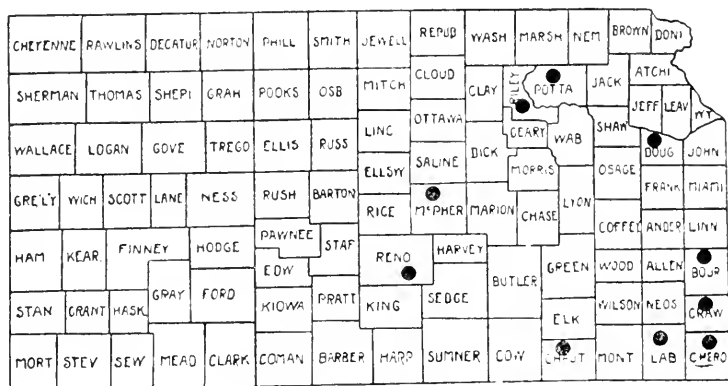 CHEYENNE RAWLINS DECATUR NORTON PHILL SMITH JEWELL REPUB WASH MARSH NEM BROWN DONI
SHERMAN THOMAS SHERI GRAH ROOKS OSB MITCH CLOUD CLAY RILEY POTTA JACK ATCHI
JEFF LEAV WY
WALLACE LOGAN GOVE TREGO ELLIS RUSS LINC OTTAWA DICK GEARY WAB SHAW DOUG JOHN
ELLSW SALINE MORRIS OSAGE FRANK MIAMI
GRE'LY WICH SCOTT LANE NESS RUSH BARTON RICE McPHER MARION CHASE LYON COFFEE ANDER LINN
HAM KEAR. FINNEY HODGE PAWNEE STAF RENO HARVEY BUTLER GREEN WOOD ALLEN BOUR
EDW
STAN GRANT HASK GRAY FORD KIOWA PRATT KING SEDGE ELK WILSON NEOS CRAW
MORT STEV SEW MEAD CLARK COMAN BARBER HARP SUMNER COW CHAUT MONT LAB CHERO